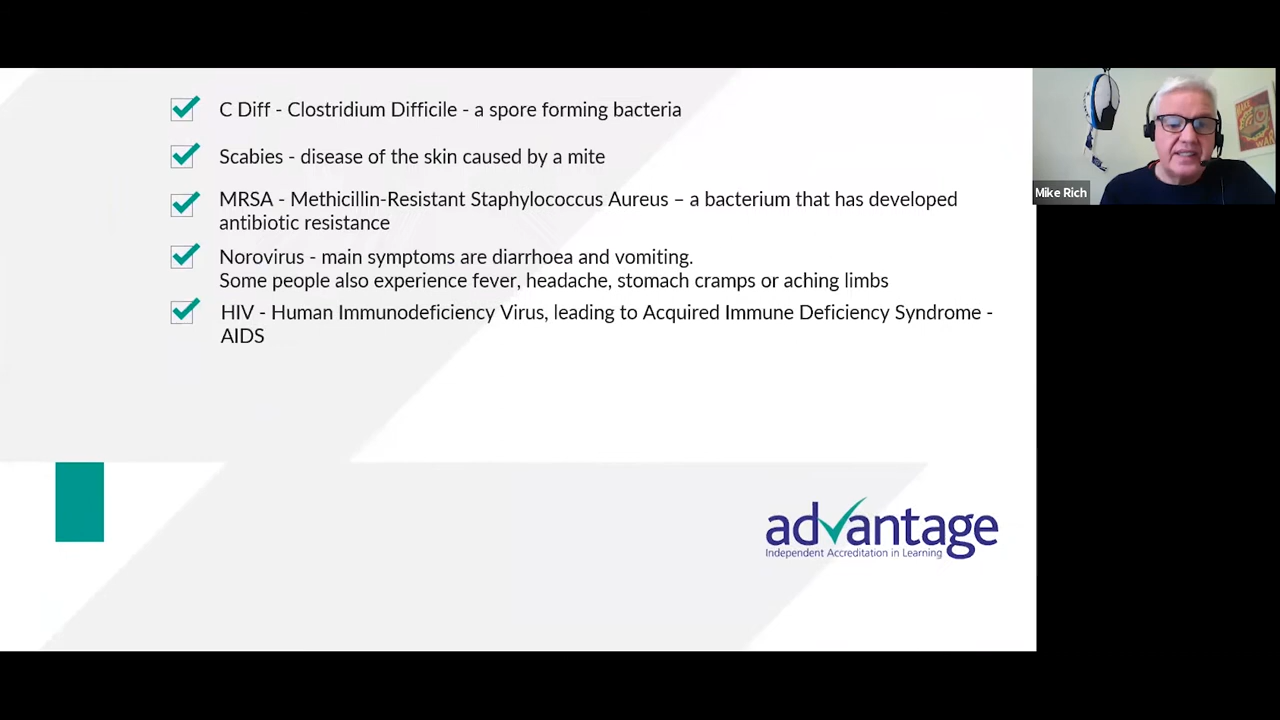 C Diff - Clostridium Difficile - a spore forming bacteria
Scabies - disease of the skin caused by a mite
MRSA - Methicillin-Resistant Staphylococcus Aureus – a bacterium that has developed
antibiotic resistance
Norovirus - main symptoms are diarrhoea and vomiting.
Some people also experience fever, headache, stomach cramps or aching limbs
HIV - Human Immunodeficiency Virus, leading to Acquired Immune Deficiency Syndrome -
AIDS
Mike Rich
advantage
Independent Accreditation in Learning